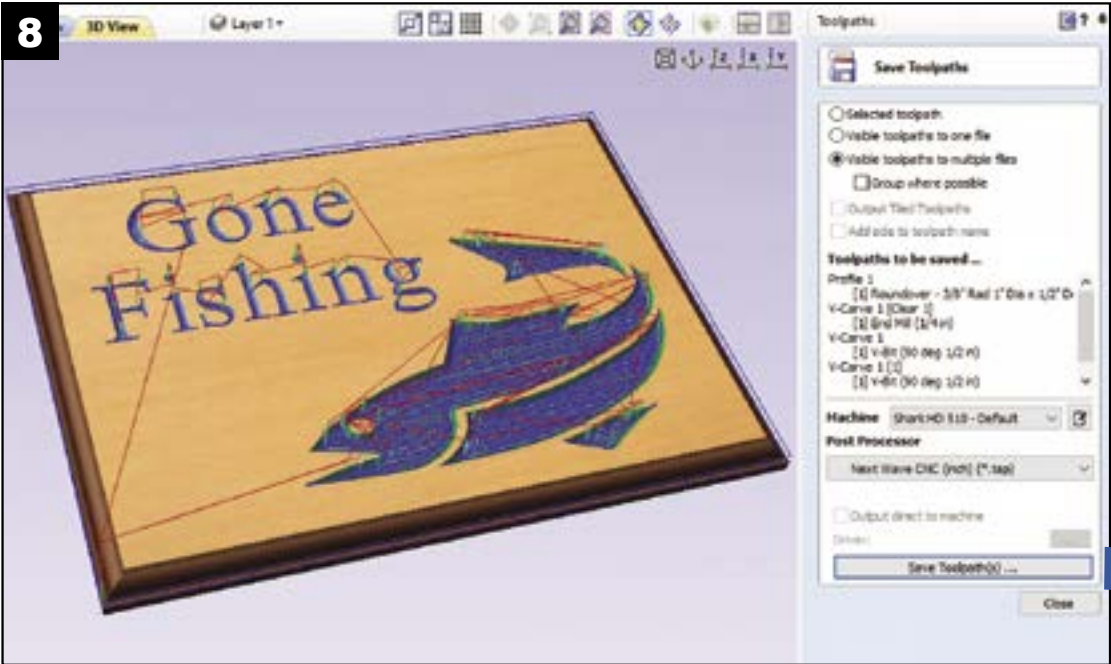 8
3D View
Layer 1
Toolpaths
?
Save Toolpaths
Selected toolpath
Visible toolpaths to one file
Visible toolpaths to multiple files
Group where possible
Output Tiled Toolpaths
Add side to toolpath name
Toolpaths to be saved ...
Profile 1
[1] Roundover - 3/8" Rad 1" Dia x 1/2" D
V-Carve 1 [Clear 1]
[1] End Mill (1/4 in)
V-Carve 1
[1] V-Bit (90 deg 1/2 in)
V-Carve 1 [1]
[1] V-Bit (90 deg 1/2 in)
Machine Shark HD 510 - Default
Post Processor
Next Wave CNC (inch) (*.tap)
Output direct to machine
Driver:
Save Toolpath(s) ...
Close
Gone
Fishing